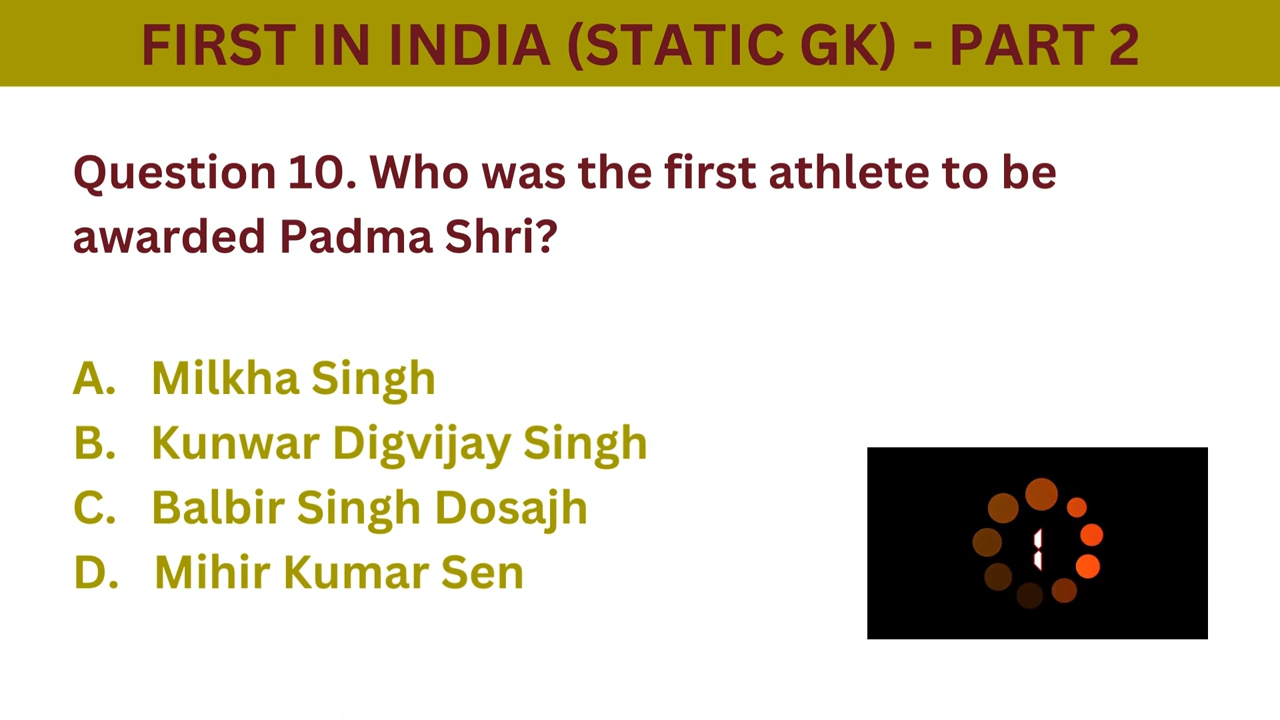 FIRST IN INDIA (STATIC GK) - PART 2
Question 10. Who was the first athlete to be
awarded Padma Shri?
A. Milkha Singh
B. Kunwar Digvijay Singh
C. Balbir Singh Dosajh
D. Mihir Kumar Sen
1